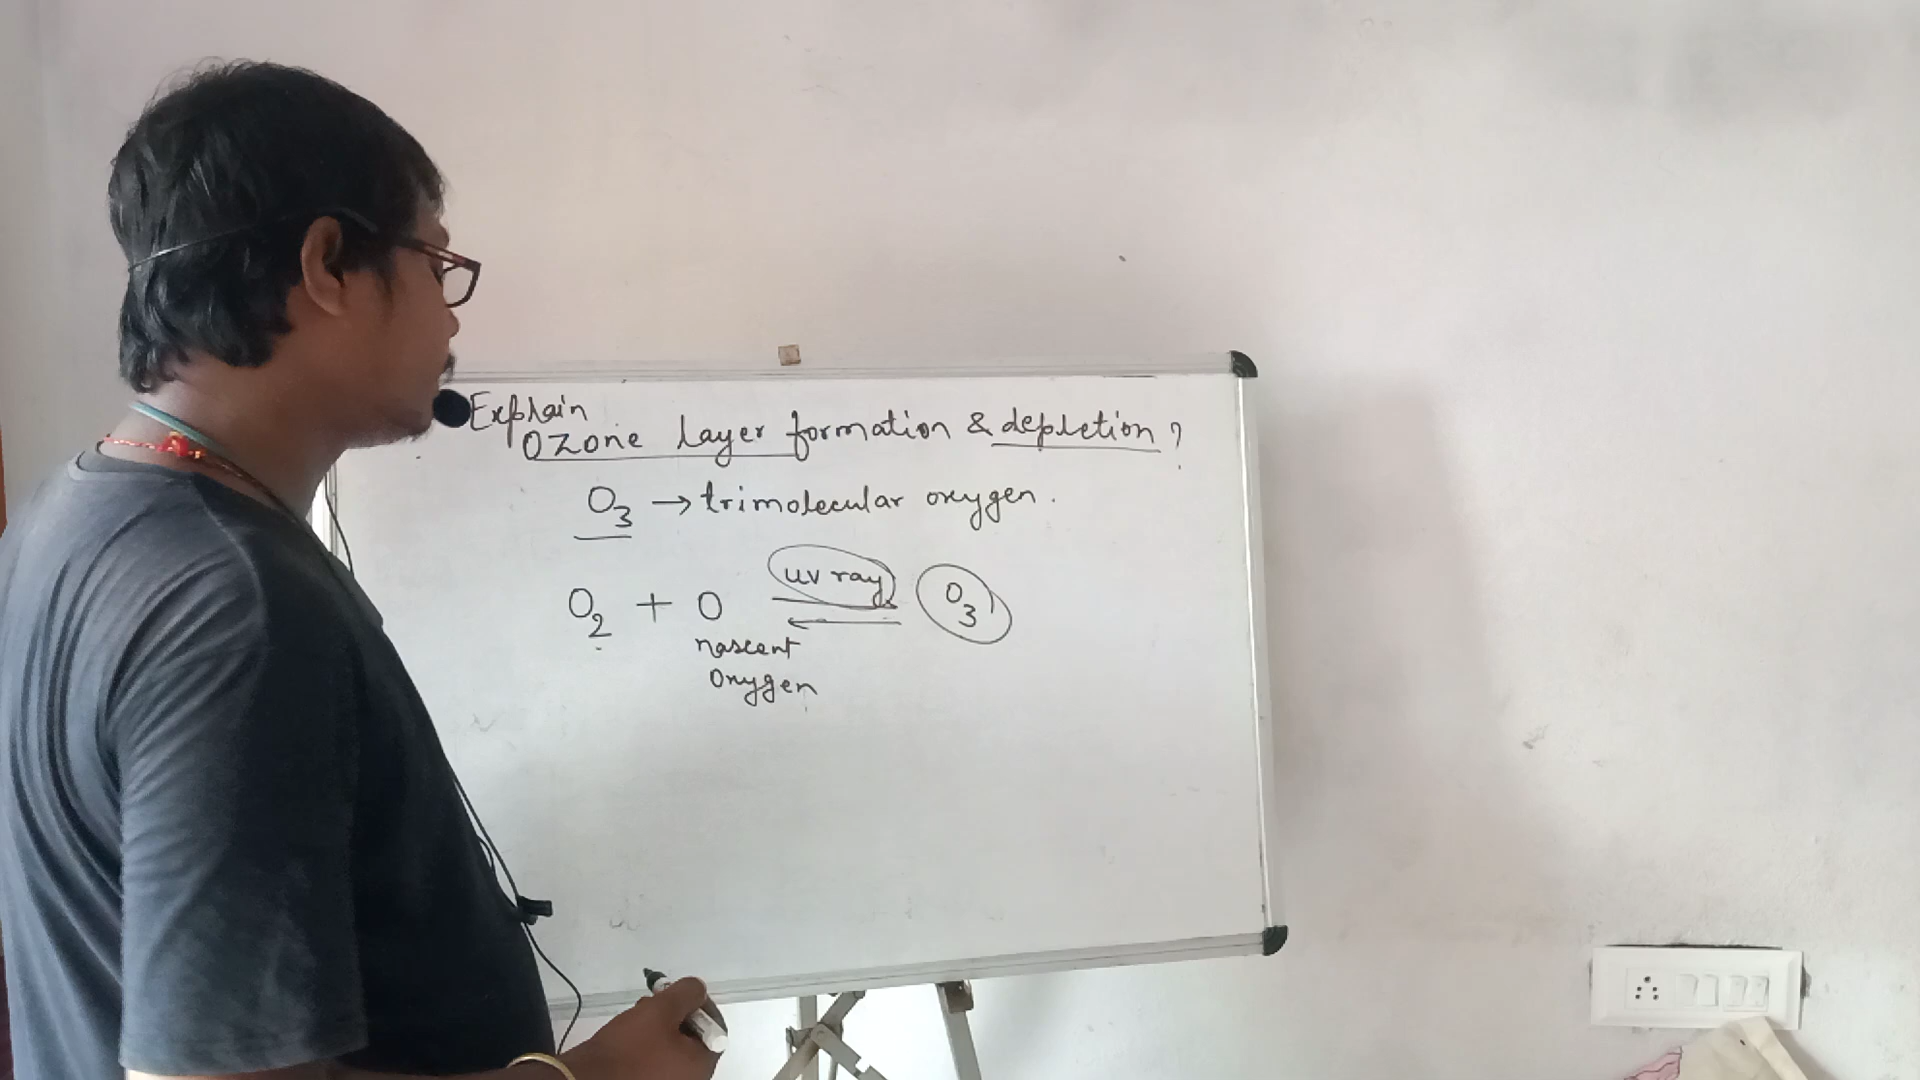 Explain
Ozone layer formation & depletion ?
O3 → trimolecular oxygen.
O2 + O uv ray O3
nascent
oxygen